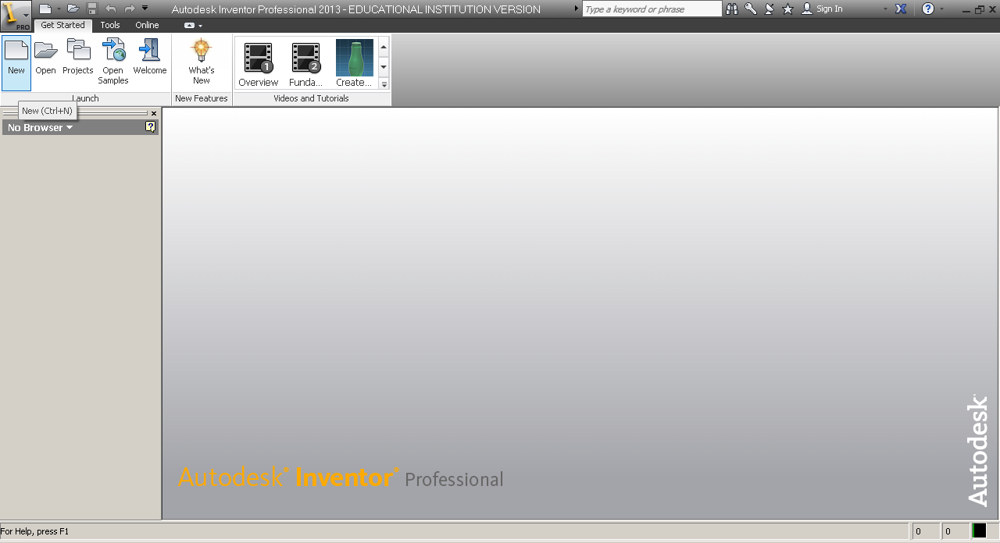 Autodesk Inventor Professional 2013 - EDUCATIONAL INSTITUTION VERSION
Type a keyword or phrase
Sign In
PRO
Get Started
Tools
Online
New
Open
Projects
Open Samples
Welcome
What's New
1
Overview
2
Funda...
Create...
Launch
New Features
Videos and Tutorials
New (Ctrl+N)
No Browser
Autodesk Inventor Professional
Autodesk
For Help, press F1
0
0